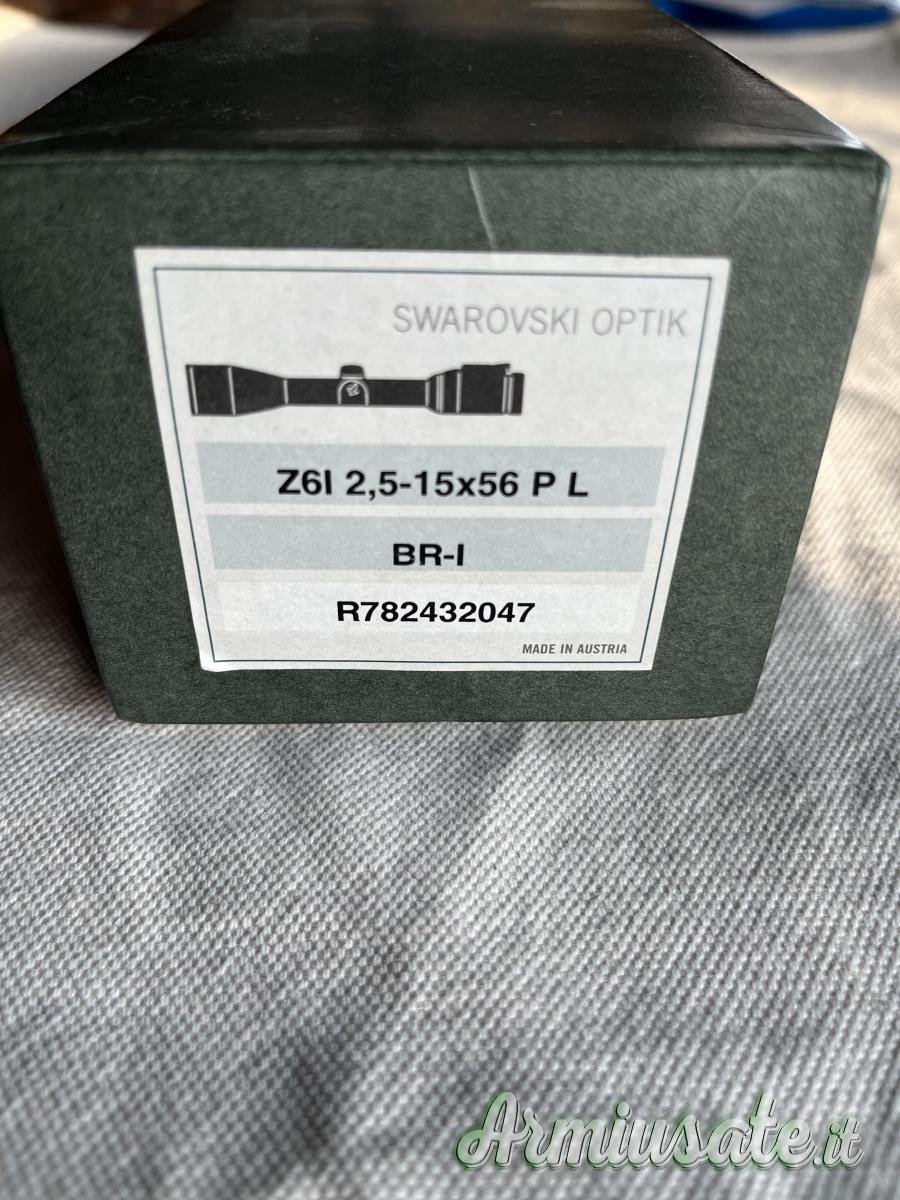 SWAROVSKI OPTIK
Z6I 2,5-15x56 P L
BR-I
R782432047
MADE IN AUSTRIA
Armiusate.it